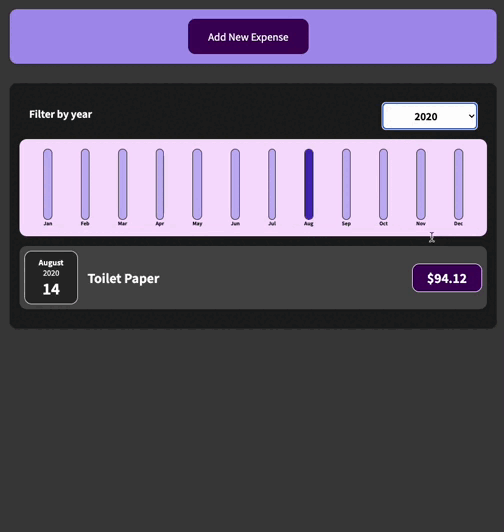 Add New Expense
Filter by year
2020
Jan Feb Mar Apr May Jun Jul Aug Sep Oct Nov Dec
August
2020
14
Toilet Paper
$94.12